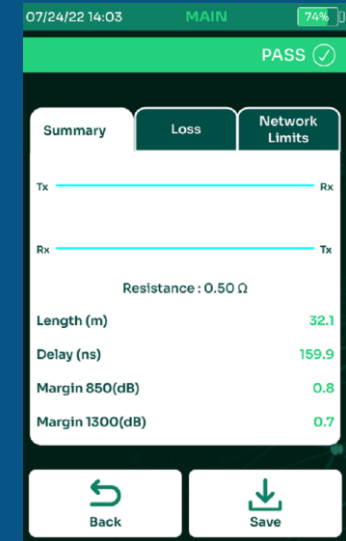 07/24/22 14:03 MAIN 74%
PASS
Summary Loss Network Limits
Tx Rx
Rx Tx
Resistance : 0.50 Ω
Length (m) 32.1
Delay (ns) 159.9
Margin 850(dB) 0.8
Margin 1300(dB) 0.7
Back Save